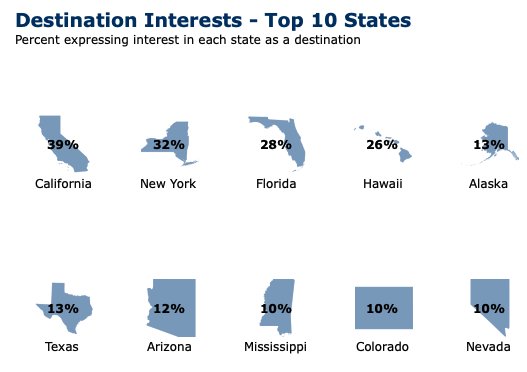 Destination Interests - Top 10 States
Percent expressing interest in each state as a destination
39% 32% 28% 26% 13%
California New York Florida Hawaii Alaska
13% 12% 10% 10% 10%
Texas Arizona Mississippi Colorado Nevada